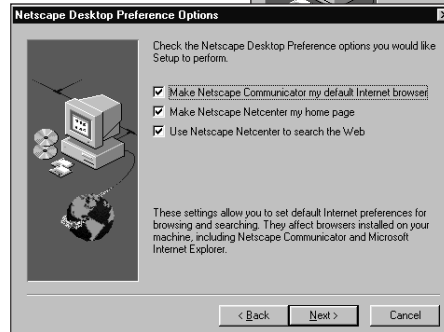 Netscape Desktop Preference Options
Check the Netscape Desktop Preference options you would like
Setup to perform.
Make Netscape Communicator my default Internet browser
Make Netscape Netcenter my home page
Use Netscape Netcenter to search the Web
These settings allow you to set default Internet preferences for
browsing and searching. They affect browsers installed on your
machine, including Netscape Communicator and Microsoft
Internet Explorer.
< Back
Next >
Cancel